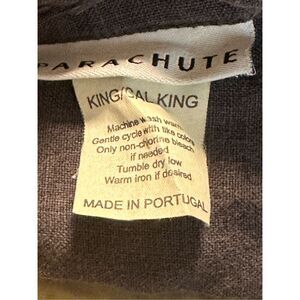 PARACHUTE
KING/CAL KING
Machine wash warm
Gentle cycle with like colors
Only non-chlorine bleach
if needed
Tumble dry low
Warm iron if desired
MADE IN PORTUGAL